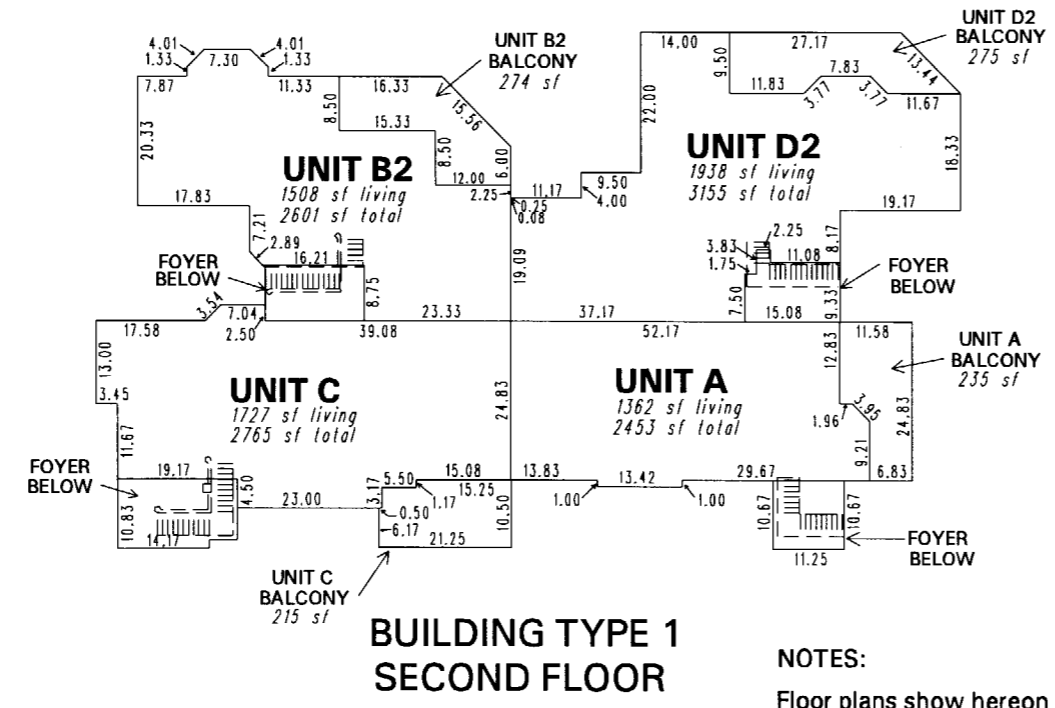 4.01
7.30
4.01
1.33
1.33
7.87
11.33
16.33
UNIT B2
BALCONY
274 sf
15.56
8.50
15.33
8.50
20.33
UNIT B2
1508 sf living
2601 sf total
12.00
6.00
2.25
0.25
0.08
17.83
7.21
2.89
16.21
FOYER
BELOW
8.75
19.09
3.54
7.04
2.50
17.58
39.08
23.33
14.00
9.50
27.17
UNIT D2
BALCONY
275 sf
13.44
7.83
11.83
3.77
3.77
11.67
22.00
UNIT D2
1938 sf living
3155 sf total
18.33
11.17
9.50
4.00
19.17
8.17
2.25
3.83
11.08
1.75
FOYER
BELOW
7.50
9.33
37.17
15.08
52.17
11.58
13.00
3.45
UNIT C
1727 sf living
2765 sf total
24.83
11.67
FOYER
BELOW
19.17
4.50
10.83
14.17
23.00
3.17
5.50
15.08
15.25
1.17
0.50
6.17
10.50
21.25
UNIT C
BALCONY
215 sf
UNIT A
1362 sf living
2453 sf total
12.83
UNIT A
BALCONY
235 sf
3.95
1.96
24.83
9.21
6.83
13.83
13.42
29.67
1.00
1.00
10.67
10.67
11.25
FOYER
BELOW
BUILDING TYPE 1
SECOND FLOOR
NOTES:
Floor plans show hereon